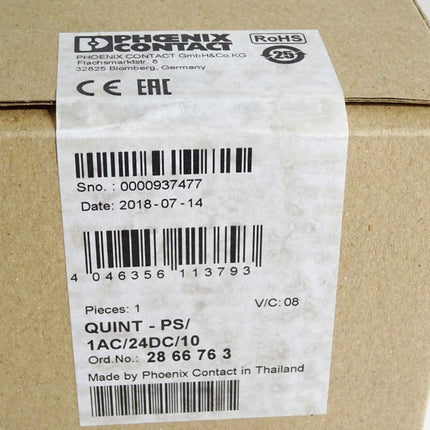 PHŒNIX
CONTACT
RoHS
25
PHOENIX CONTACT GmbH&Co.KG
Flachsmarktstr. 8
32825 Blomberg, Germany
CE EAC
Sno. : 0000937477
Date: 2018-07-14
4 046356 113793
Pieces: 1
V/C: 08
QUINT - PS/
1AC/24DC/10
Ord.No.: 28 66 76 3
Made by Phoenix Contact in Thailand